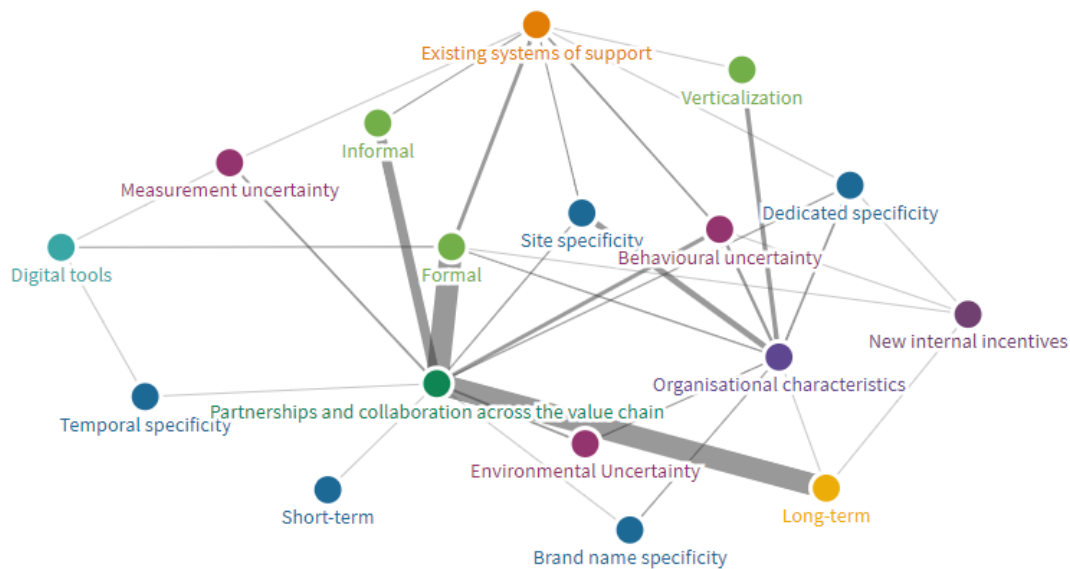 Existing systems of support
Verticalization
Informal
Measurement uncertainty
Dedicated specificity
Site specificity
Behavioural uncertainty
Digital tools
Formal
New internal incentives
Organisational characteristics
Partnerships and collaboration across the value chain
Temporal specificity
Environmental Uncertainty
Short-term
Long-term
Brand name specificity